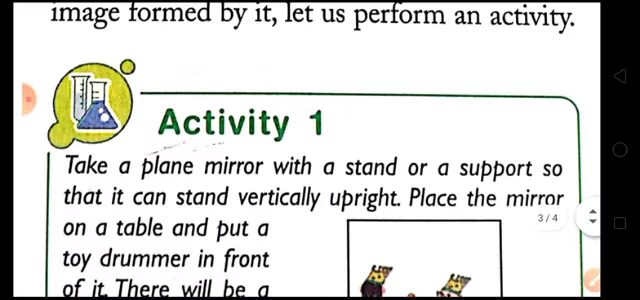 image formed by it, let us perform an activity.
Activity 1
Take a plane mirror with a stand or a support so
that it can stand vertically upright. Place the mirror
3/4
on a table and put a
toy drummer in front
of it. There will be a